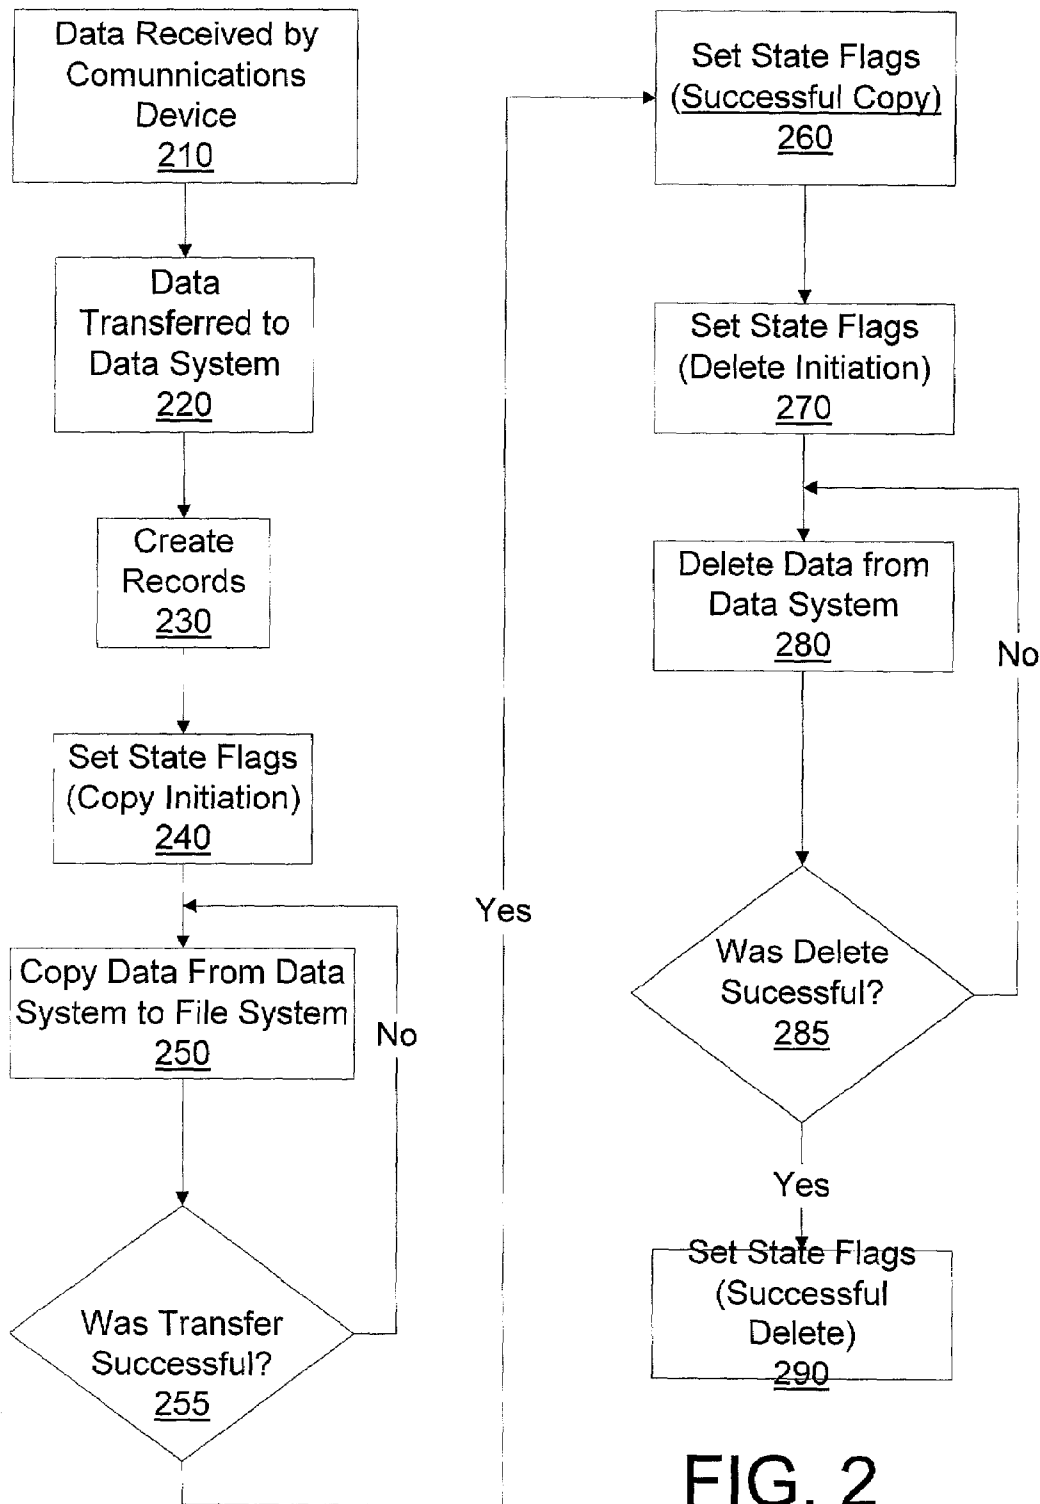 Data Received by
Comunnications
Device
210
Data
Transferred to
Data System
220
Create
Records
230
Set State Flags
(Copy Initiation)
240
Copy Data From Data
System to File System
250
No
Was Transfer
Successful?
255
Yes
Set State Flags
(Successful Copy)
260
Set State Flags
(Delete Initiation)
270
Delete Data from
Data System
280
No
Was Delete
Sucessful?
285
Yes
Set State Flags
(Successful
Delete)
290
FIG. 2